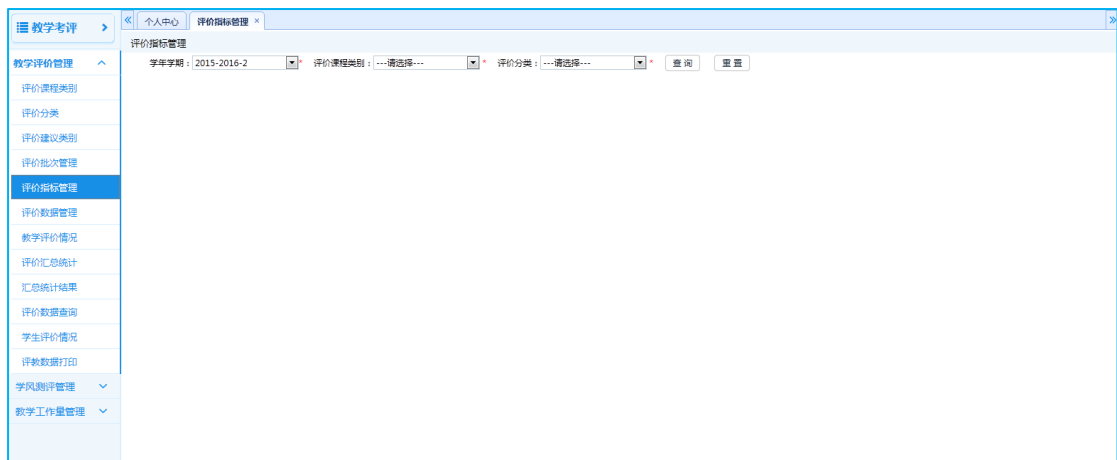 教学考评
个人中心 评价指标管理 ×
评价指标管理
学年学期：2015-2016-2 * 评价课程类别：---请选择--- * 评价分类：---请选择--- * 查 询 重 置
教学评价管理
评价课程类别
评价分类
评价建议类别
评价批次管理
评价指标管理
评价数据管理
教学评价情况
评价汇总统计
汇总统计结果
评价数据查询
学生评价情况
评教数据打印
学风测评管理
教学工作量管理